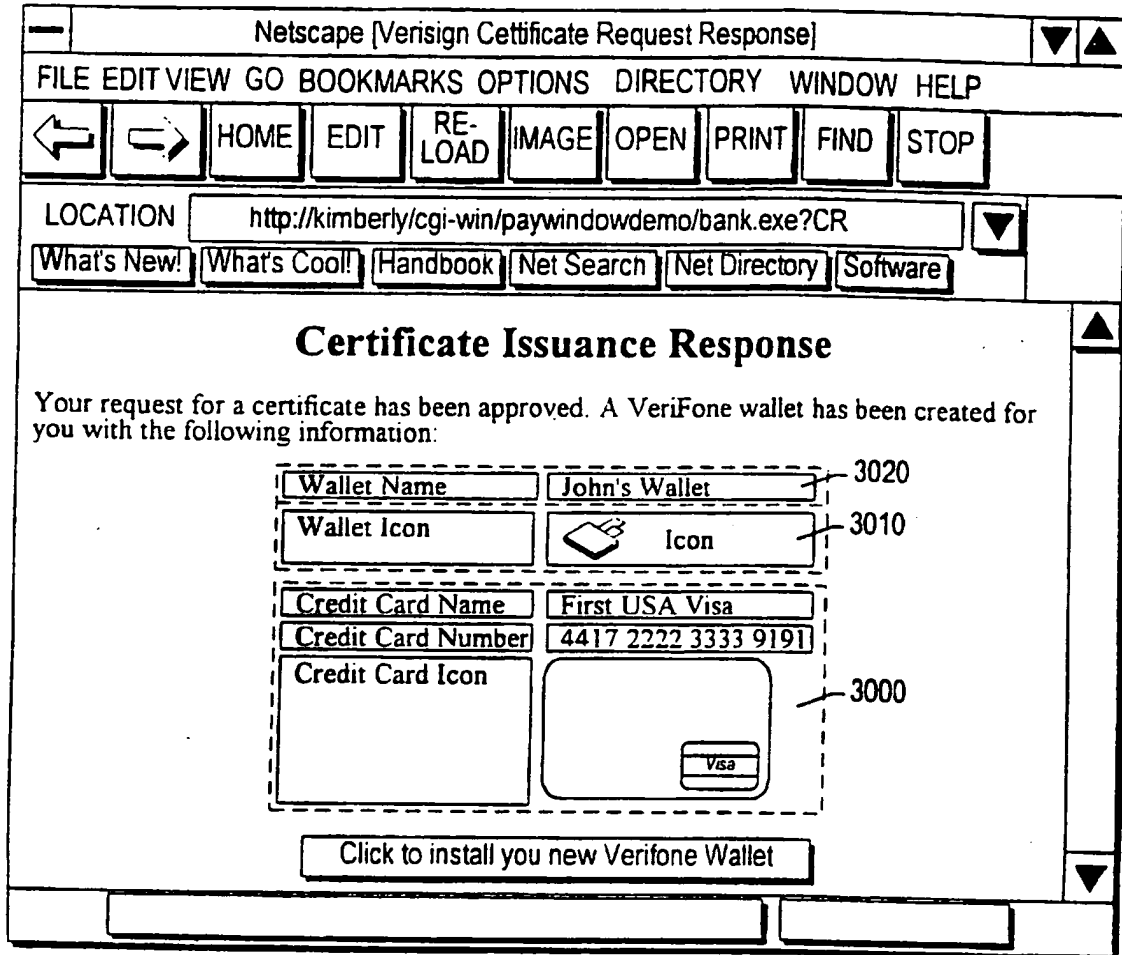 Netscape [Verisign Cettificate Request Response]
FILE EDIT VIEW GO BOOKMARKS OPTIONS DIRECTORY WINDOW HELP
HOME EDIT RE-LOAD IMAGE OPEN PRINT FIND STOP
LOCATION http://kimberly/cgi-win/paywindowdemo/bank.exe?CR
What's New! What's Cool! Handbook Net Search Net Directory Software
Certificate Issuance Response
Your request for a certificate has been approved. A VeriFone wallet has been created for
you with the following information:
Wallet Name John's Wallet 3020
Wallet Icon Icon 3010
Credit Card Name First USA Visa
Credit Card Number 4417 2222 3333 9191
Credit Card Icon 3000
Visa
Click to install you new Verifone Wallet